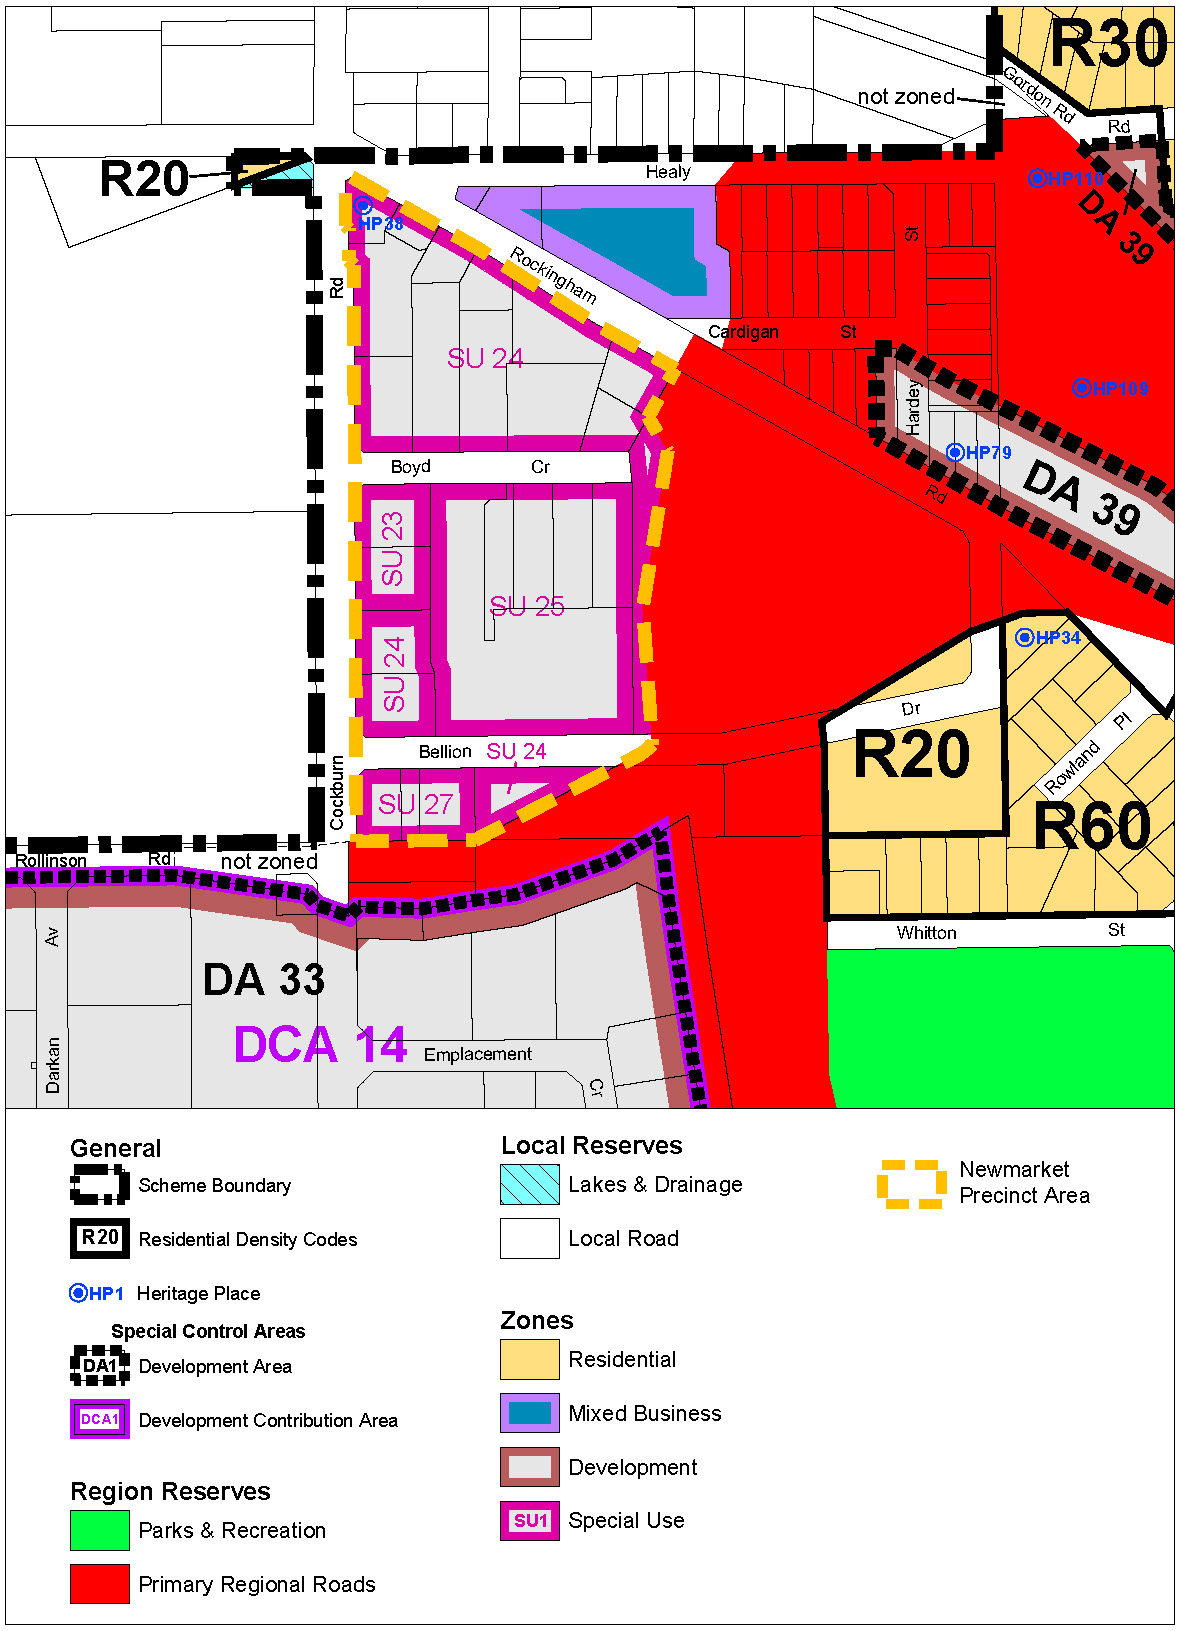 R30
Gordon Rd
not zoned
Rd
R20
Healy
HP110
DA 39
HP38
St
Rockingham
Rd
Cardigan
St
SU 24
HP109
Hardey
HP79
Boyd
Cr
DA 39
Rd
SU 23
SU 25
HP34
SU 24
Dr
Pl
Rowland
Bellion
SU 24
R20
Cockburn
SU 27
R60
Rollinson
Rd
not zoned
Whitton
St
Av
DA 33
DCA 14
Darkan
Emplacement
Cr
General
Scheme Boundary
R20
Residential Density Codes
HP1
Heritage Place
Special Control Areas
DA1
Development Area
DCA1
Development Contribution Area
Region Reserves
Parks & Recreation
Primary Regional Roads
Local Reserves
Lakes & Drainage
Local Road
Zones
Residential
Mixed Business
Development
SU1
Special Use
Newmarket
Precinct Area